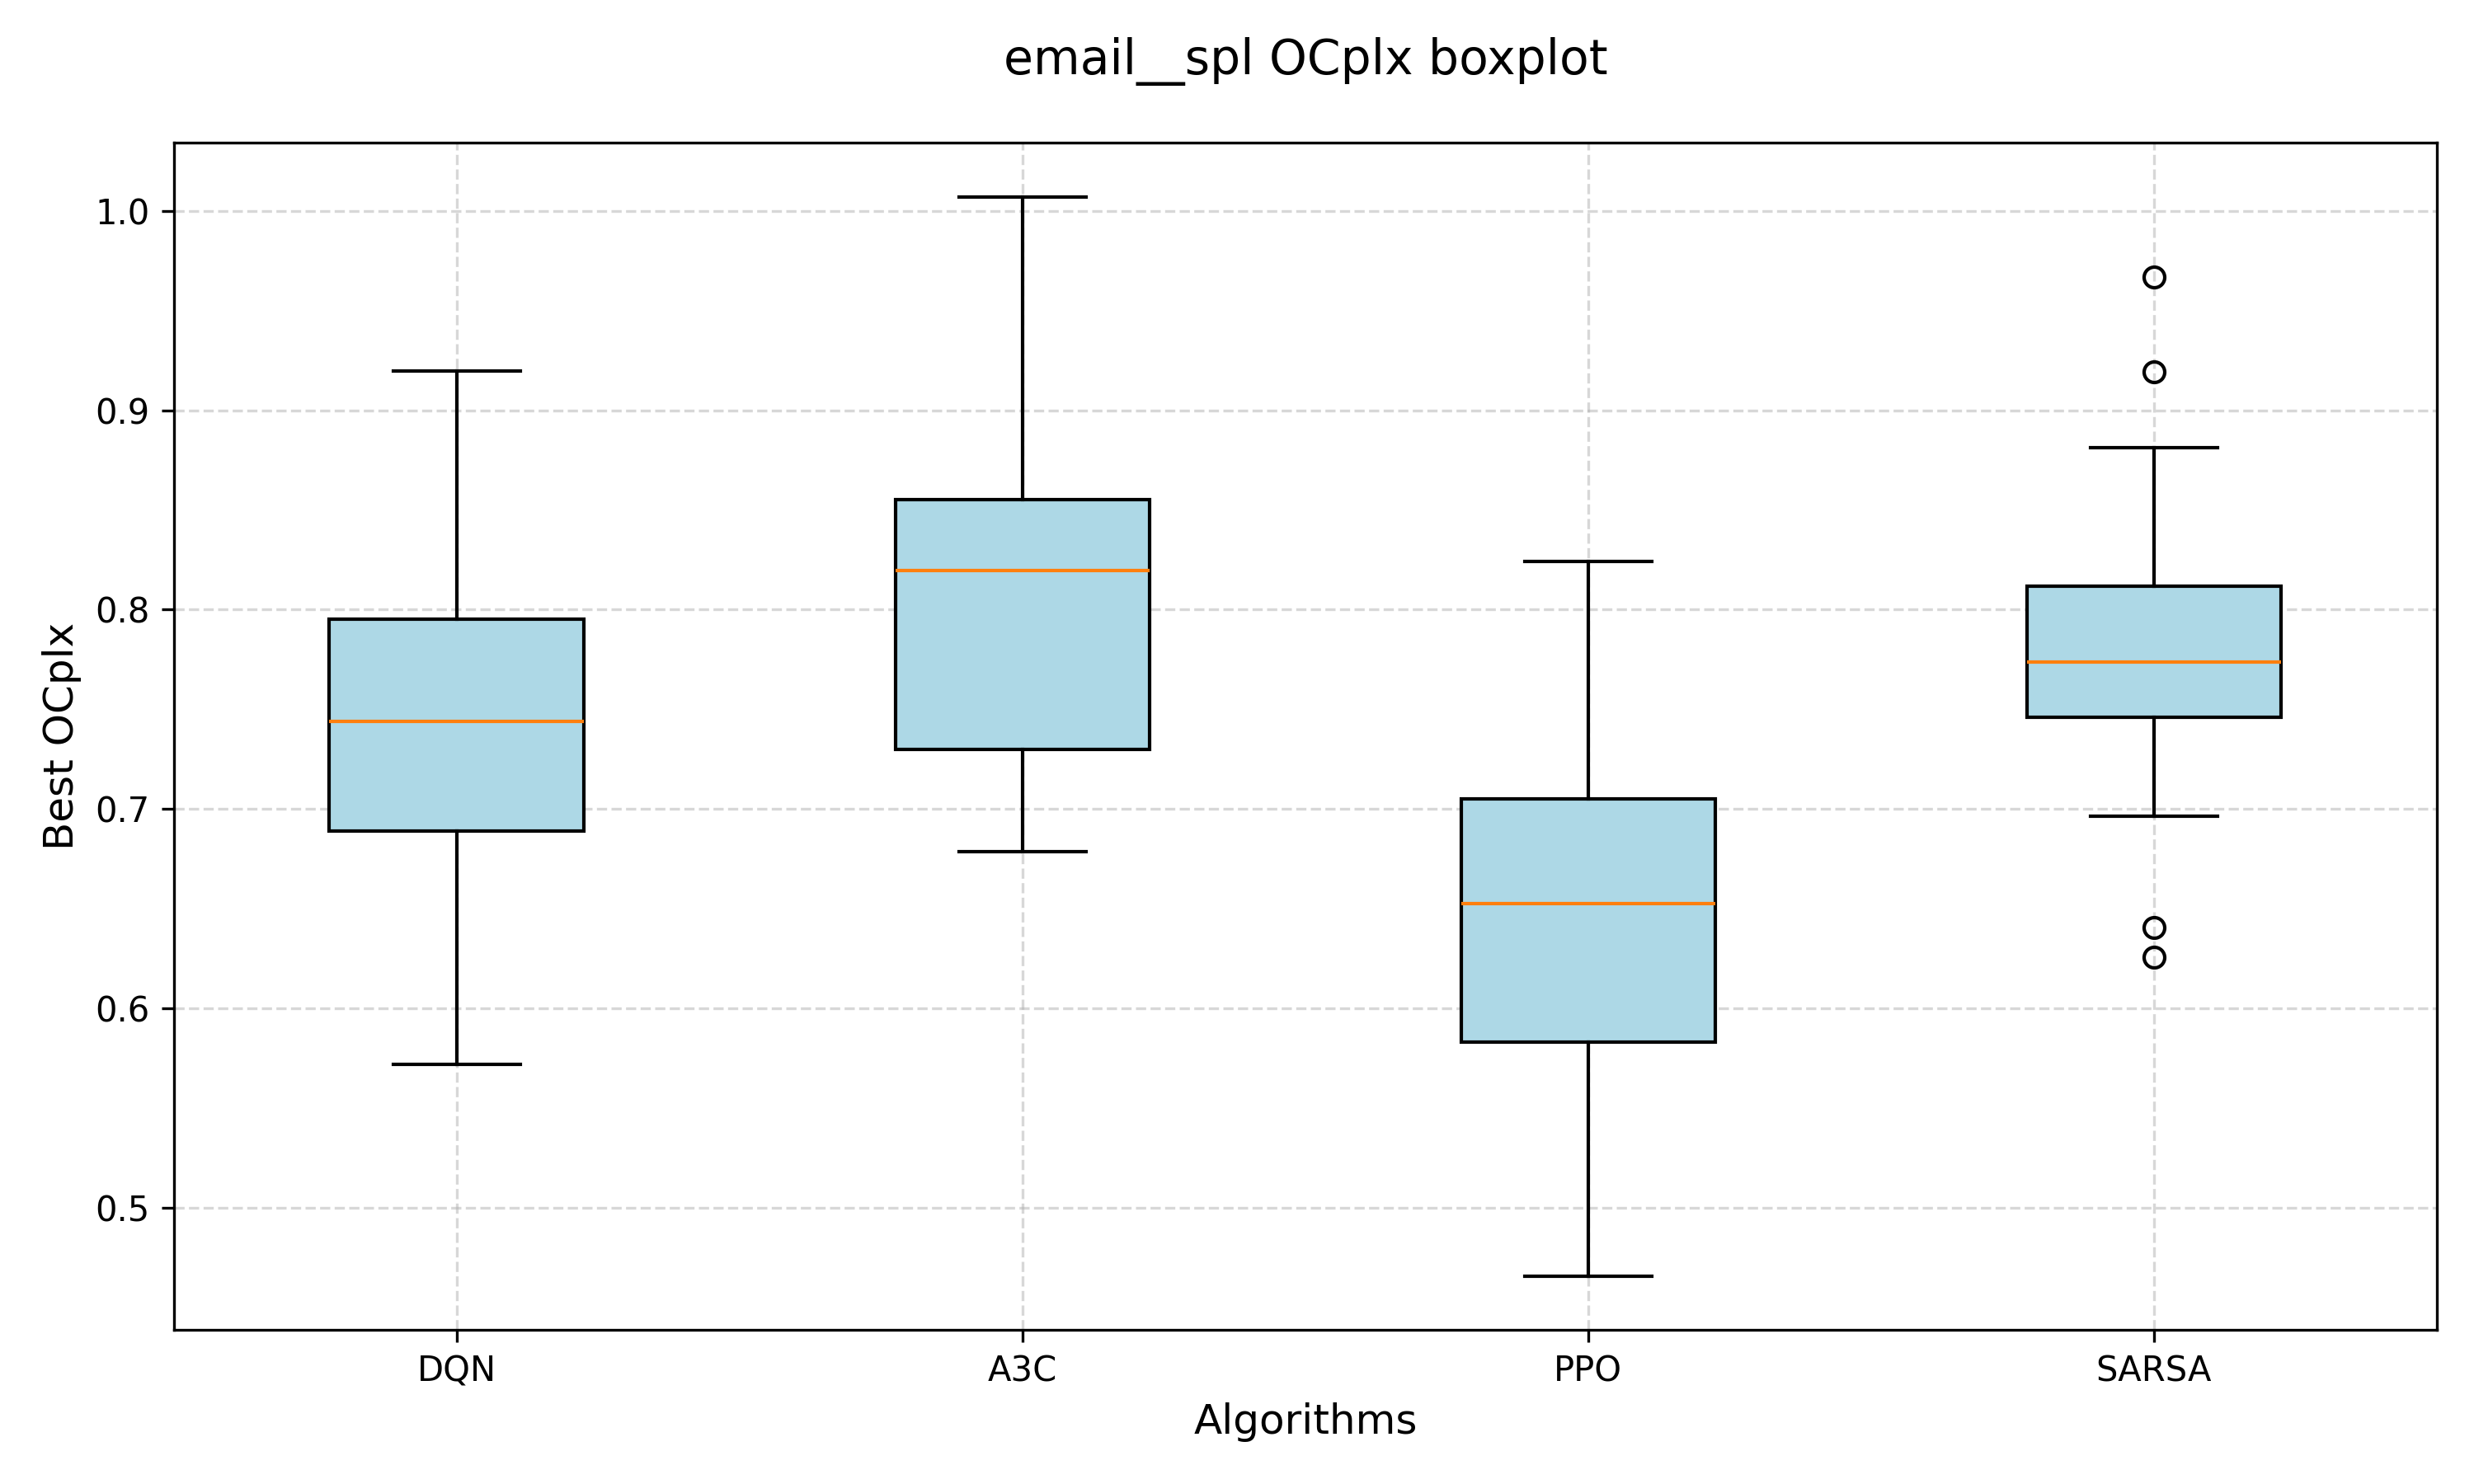 email__spl OCplx boxplot
Best OCplx
1.0
0.9
0.8
0.7
0.6
0.5
DQN
A3C
PPO
SARSA
Algorithms